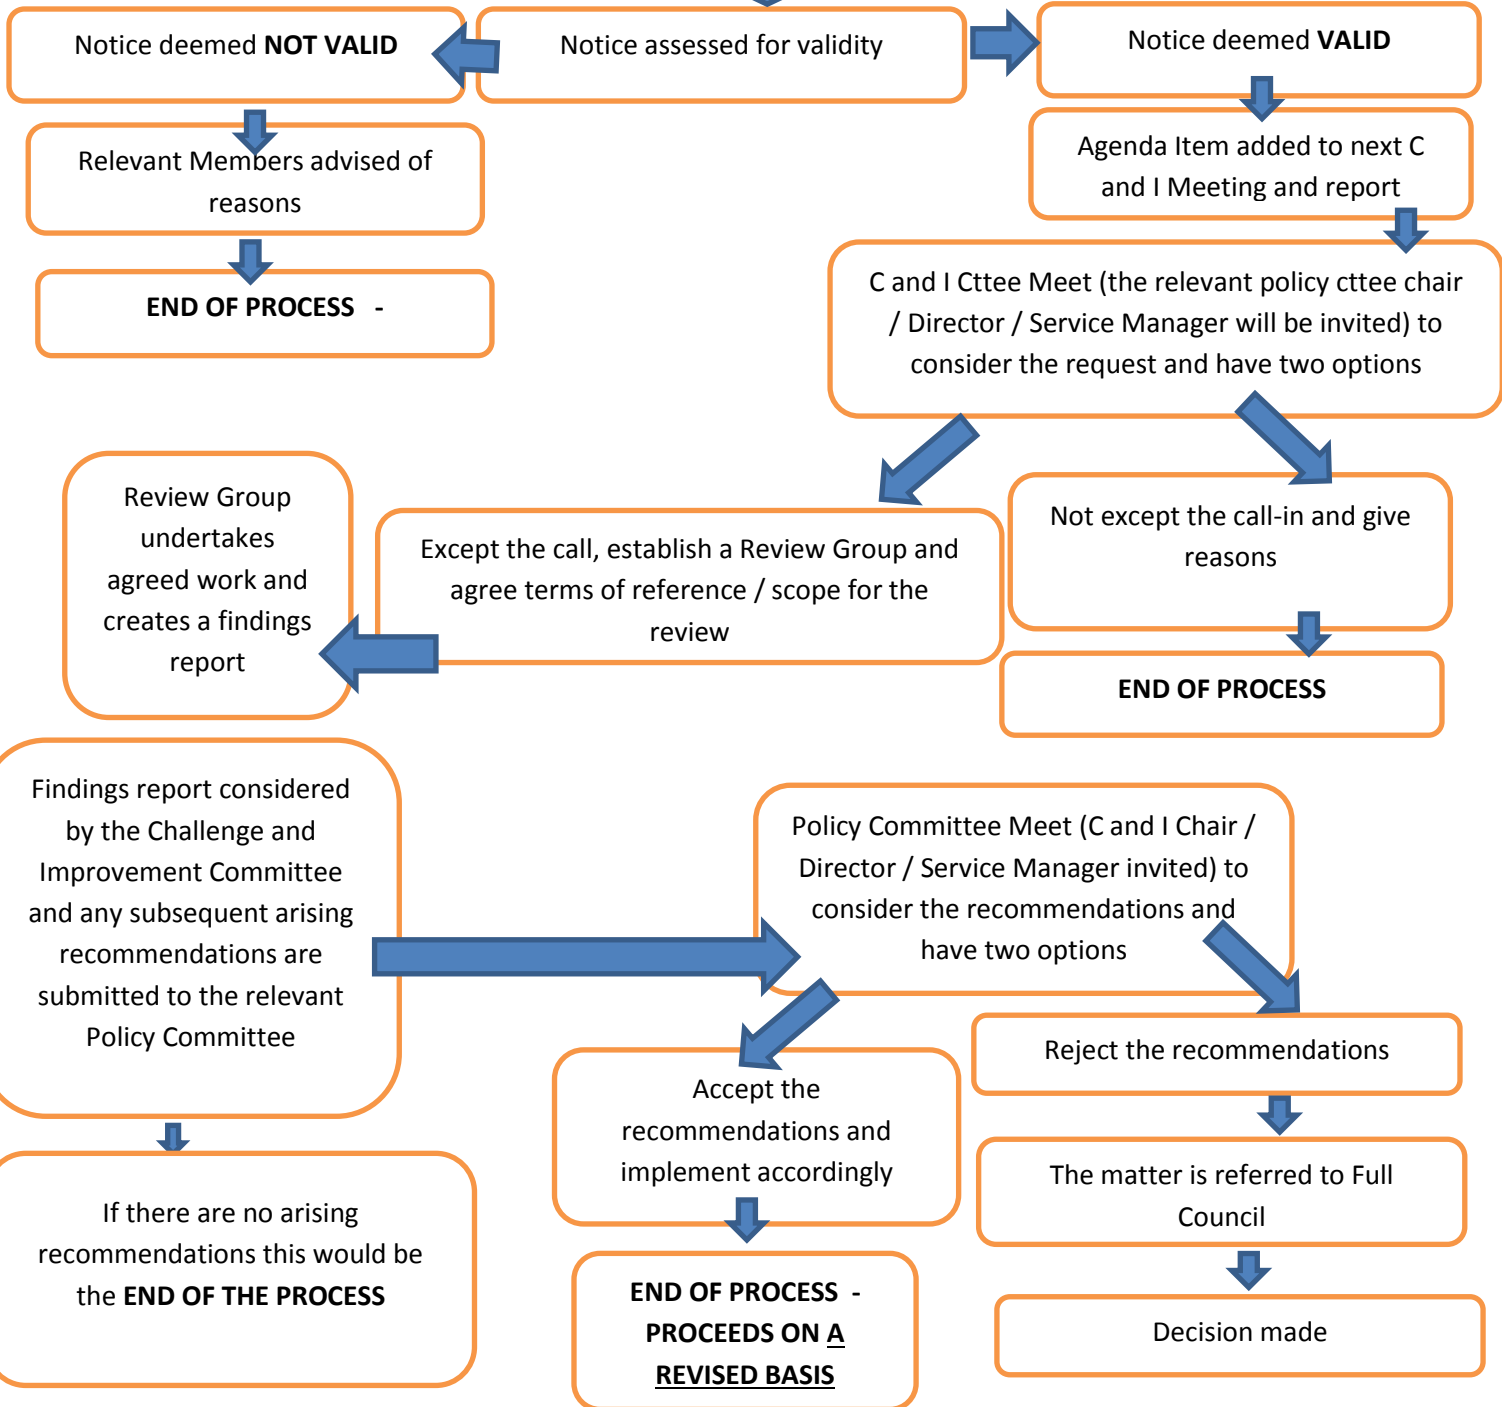 Notice deemed NOT VALID
Notice assessed for validity
Notice deemed VALID
Relevant Members advised of
reasons
Agenda Item added to next C
and I Meeting and report
END OF PROCESS -
C and I Cttee Meet (the relevant policy cttee chair
/ Director / Service Manager will be invited) to
consider the request and have two options
Review Group
undertakes
agreed work and
creates a findings
report
Except the call, establish a Review Group and
agree terms of reference / scope for the
review
Not except the call-in and give
reasons
END OF PROCESS
Findings report considered
by the Challenge and
Improvement Committee
and any subsequent arising
recommendations are
submitted to the relevant
Policy Committee
Policy Committee Meet (C and I Chair /
Director / Service Manager invited) to
consider the recommendations and
have two options
Reject the recommendations
Accept the
recommendations and
implement accordingly
The matter is referred to Full
Council
If there are no arising
recommendations this would be
the END OF THE PROCESS
END OF PROCESS -
PROCEEDS ON A
REVISED BASIS
Decision made